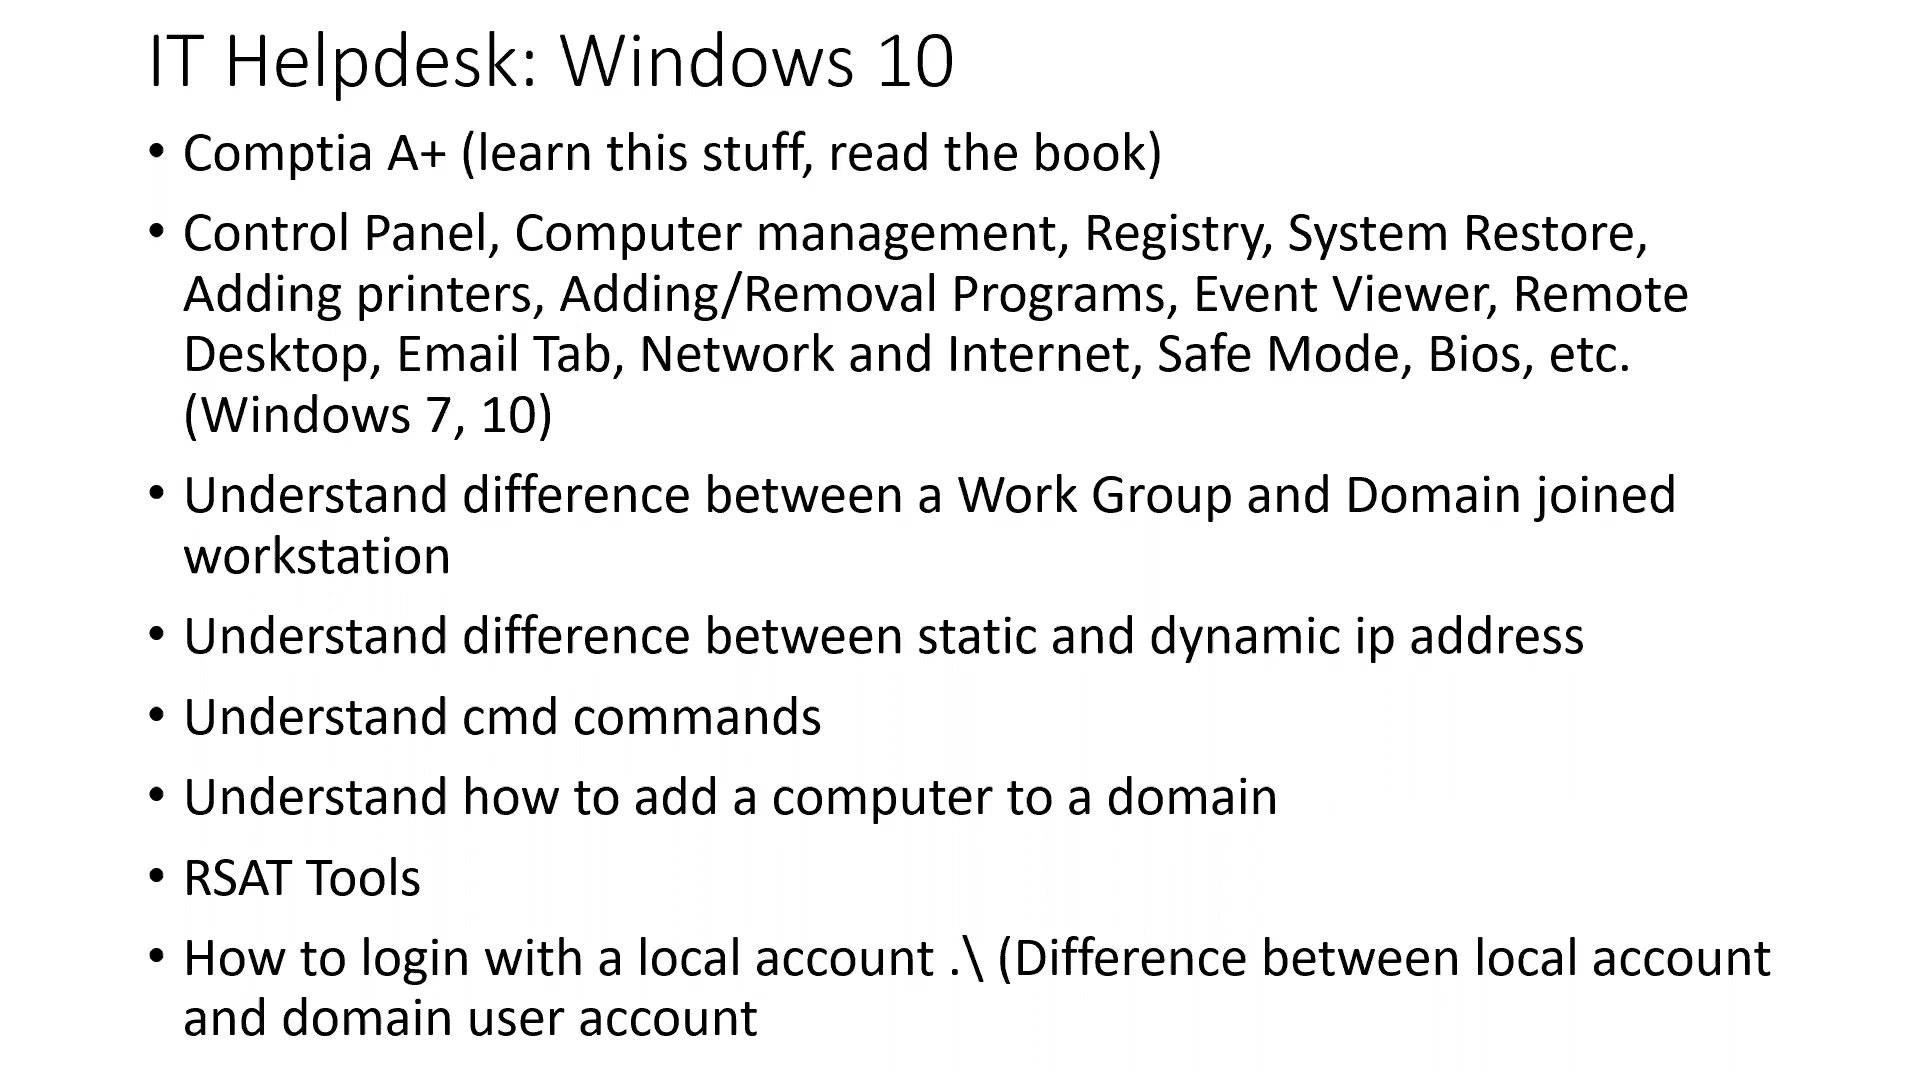 IT Helpdesk: Windows 10
• Comptia A+ (learn this stuff, read the book)
• Control Panel, Computer management, Registry, System Restore,
Adding printers, Adding/Removal Programs, Event Viewer, Remote
Desktop, Email Tab, Network and Internet, Safe Mode, Bios, etc.
(Windows 7, 10)
• Understand difference between a Work Group and Domain joined
workstation
• Understand difference between static and dynamic ip address
• Understand cmd commands
• Understand how to add a computer to a domain
• RSAT Tools
• How to login with a local account .\ (Difference between local account
and domain user account